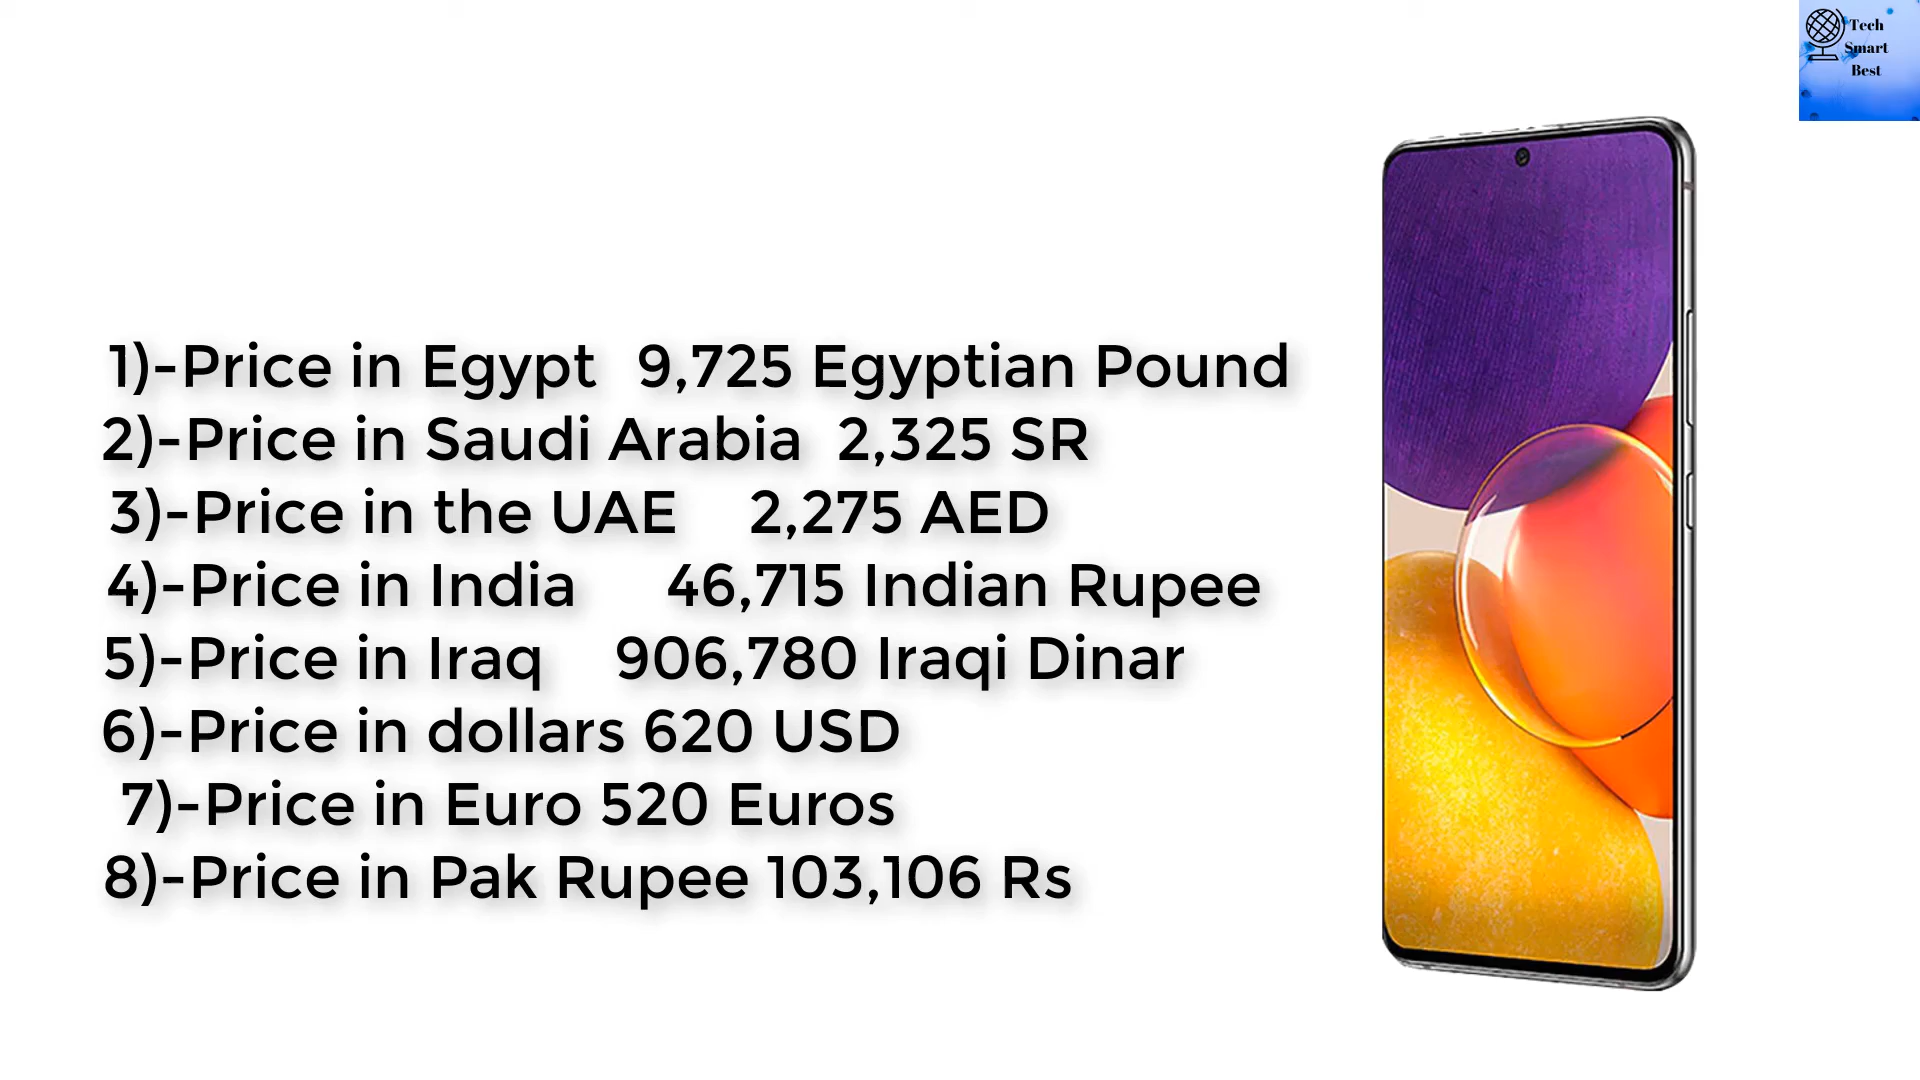 Tech
Smart
Best
1)-Price in Egypt 9,725 Egyptian Pound
2)-Price in Saudi Arabia 2,325 SR
3)-Price in the UAE 2,275 AED
4)-Price in India 46,715 Indian Rupee
5)-Price in Iraq 906,780 Iraqi Dinar
6)-Price in dollars 620 USD
7)-Price in Euro 520 Euros
8)-Price in Pak Rupee 103,106 Rs